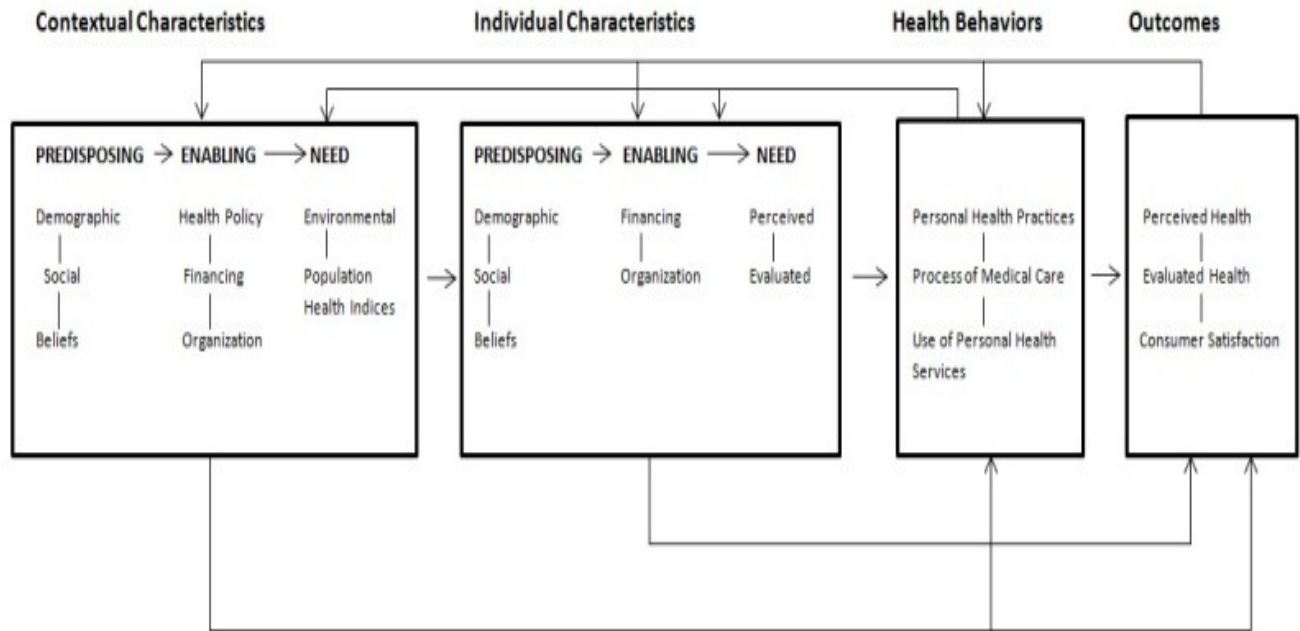 Contextual Characteristics
Individual Characteristics
Health Behaviors
Outcomes
PREDISPOSING → ENABLING → NEED
Demographic
Social
Beliefs
Health Policy
Financing
Organization
Environmental
Population
Health Indices
PREDISPOSING → ENABLING → NEED
Demographic
Social
Beliefs
Financing
Organization
Perceived
Evaluated
Personal Health Practices
Process of Medical Care
Use of Personal Health
Services
Perceived Health
Evaluated Health
Consumer Satisfaction